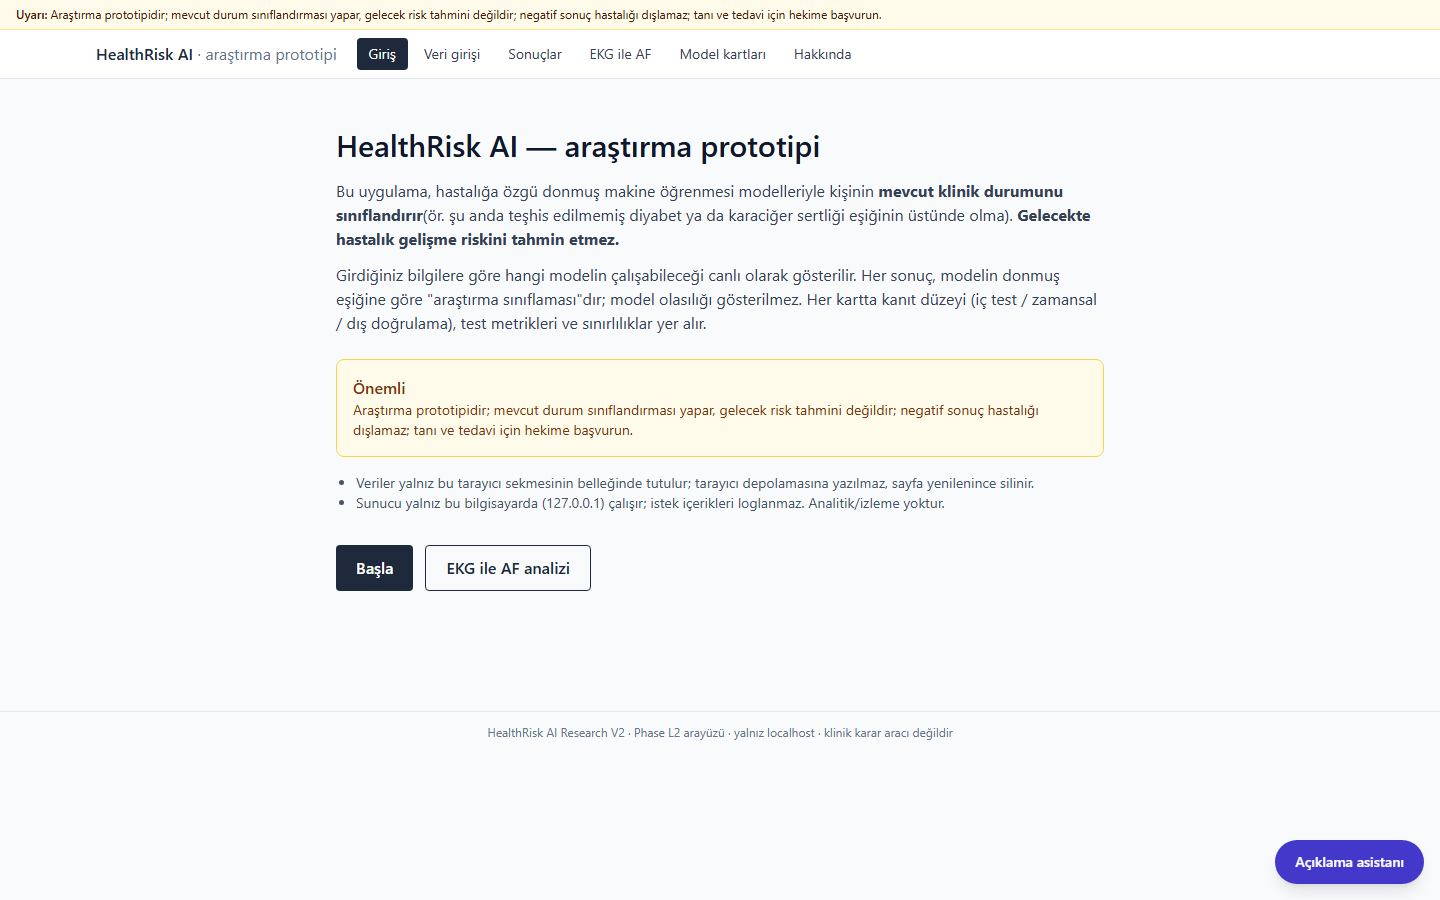 Uyarı: Araştırma prototipidir; mevcut durum sınıflandırması yapar, gelecek risk tahmini değildir; negatif sonuç hastalığı dışlamaz; tanı ve tedavi için hekime başvurun.
HealthRisk AI · araştırma prototipi Giriş Veri girişi Sonuçlar EKG ile AF Model kartları Hakkında
HealthRisk AI — araştırma prototipi
Bu uygulama, hastalığa özgü donmuş makine öğrenmesi modelleriyle kişinin mevcut klinik durumunu
sınıflandırır(ör. şu anda teşhis edilmemiş diyabet ya da karaciğer sertliği eşiğinin üstünde olma). Gelecekte
hastalık gelişme riskini tahmin etmez.
Girdiğiniz bilgilere göre hangi modelin çalışabileceği canlı olarak gösterilir. Her sonuç, modelin donmuş
eşiğine göre "araştırma sınıflaması"dır; model olasılığı gösterilmez. Her kartta kanıt düzeyi (iç test / zamansal
/ dış doğrulama), test metrikleri ve sınırlılıklar yer alır.
Önemli
Araştırma prototipidir; mevcut durum sınıflandırması yapar, gelecek risk tahmini değildir; negatif sonuç hastalığı
dışlamaz; tanı ve tedavi için hekime başvurun.
• Veriler yalnız bu tarayıcı sekmesinin belleğinde tutulur; tarayıcı depolamasına yazılmaz, sayfa yenilenince silinir.
• Sunucu yalnız bu bilgisayarda (127.0.0.1) çalışır; istek içerikleri loglanmaz. Analitik/izleme yoktur.
Başla EKG ile AF analizi
HealthRisk AI Research V2 · Phase L2 arayüzü · yalnız localhost · klinik karar aracı değildir
Açıklama asistanı